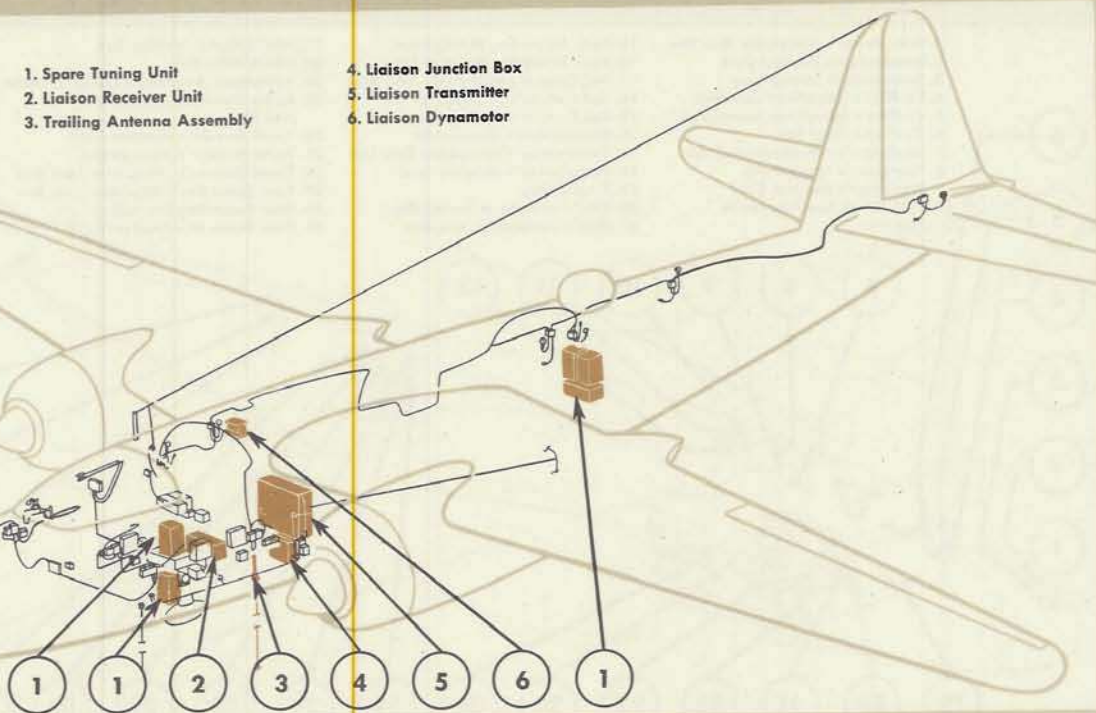 1. Spare Tuning Unit
2. Liaison Receiver Unit
3. Trailing Antenna Assembly
4. Liaison Junction Box
5. Liaison Transmitter
6. Liaison Dynamotor
1 1 2 3 4 5 6 1